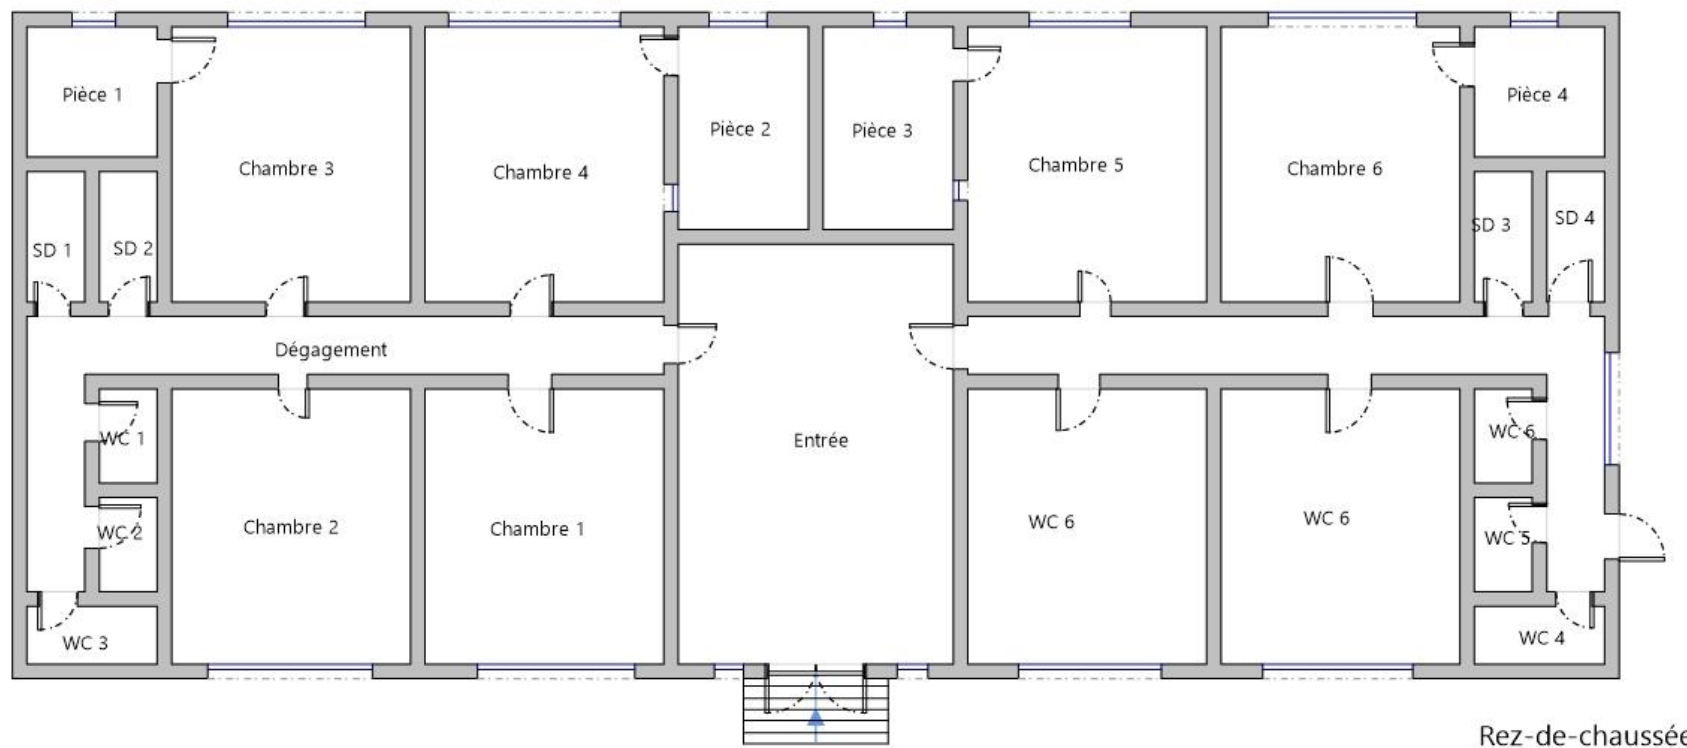 Pièce 1
Chambre 3
Chambre 4
Pièce 2
Pièce 3
Chambre 5
Chambre 6
Pièce 4
SD 1
SD 2
SD 3
SD 4
Dégagement
WC 1
WC 2
WC 3
Chambre 2
Chambre 1
Entrée
WC 6
WC 6
WC 6
WC 5
WC 4
Rez-de-chaussée